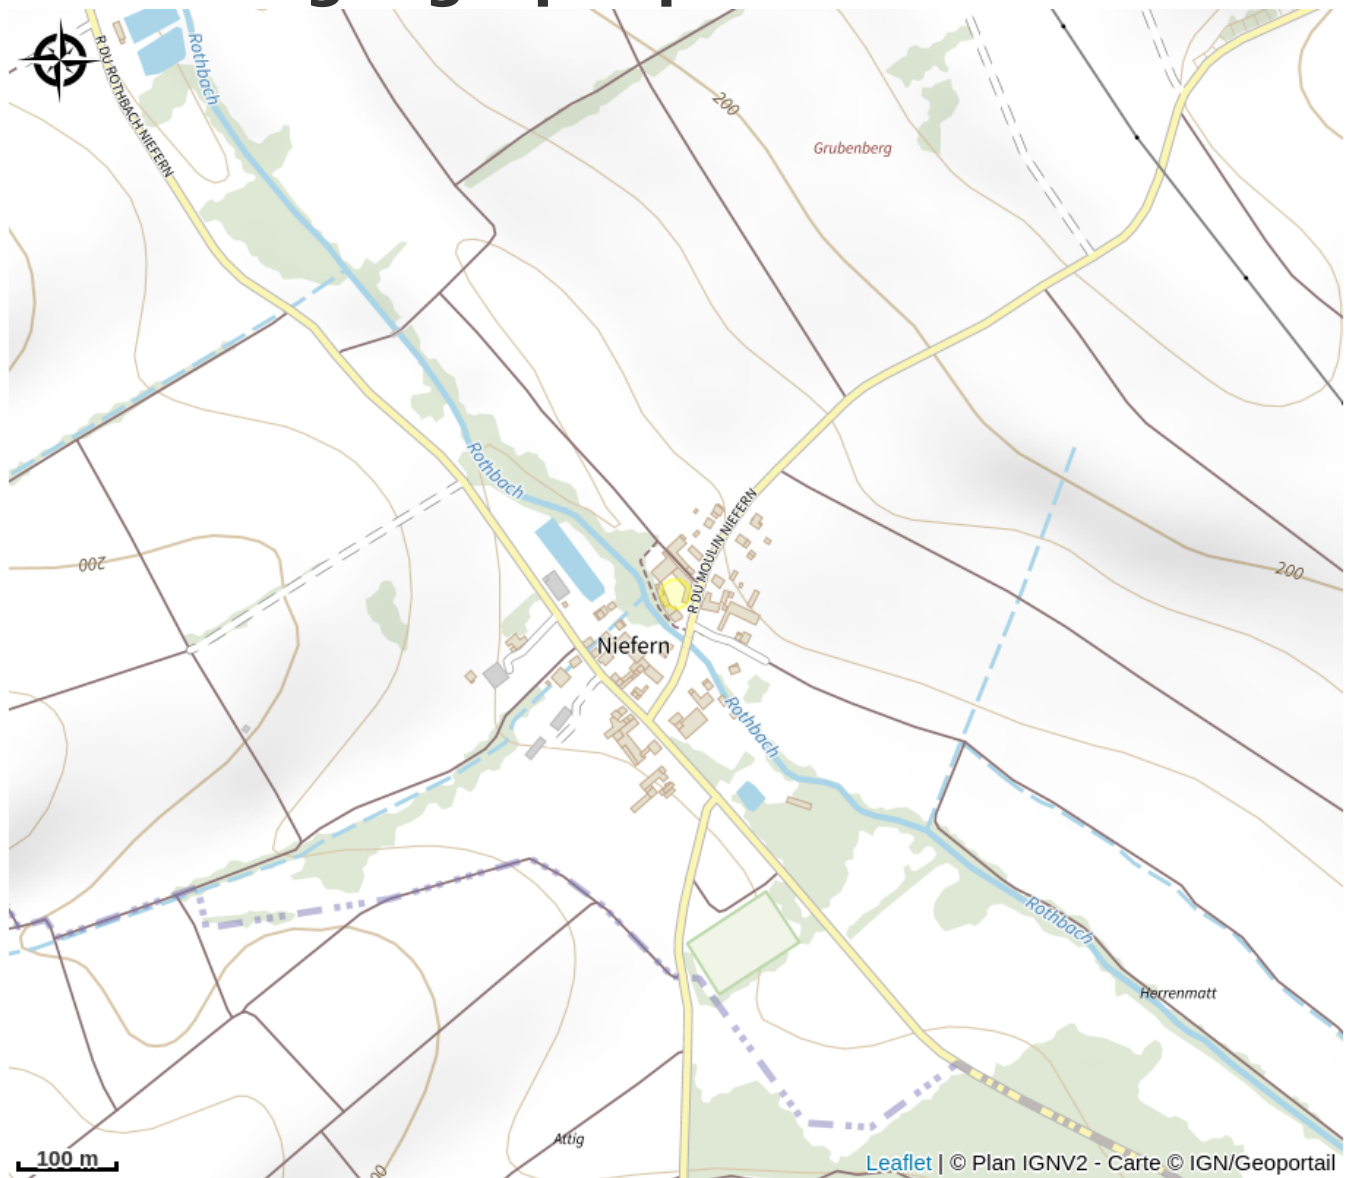 R DU ROTHBACH NIEFERN
Rothbach
200
Grubenberg
Rothbach
R DU MOULIN NIEFERN
200
200
Niefern
Rothbach
Rothbach
Herrenmatt
Attig
100 m
Leaflet | © Plan IGNV2 - Carte © IGN/Geoportail